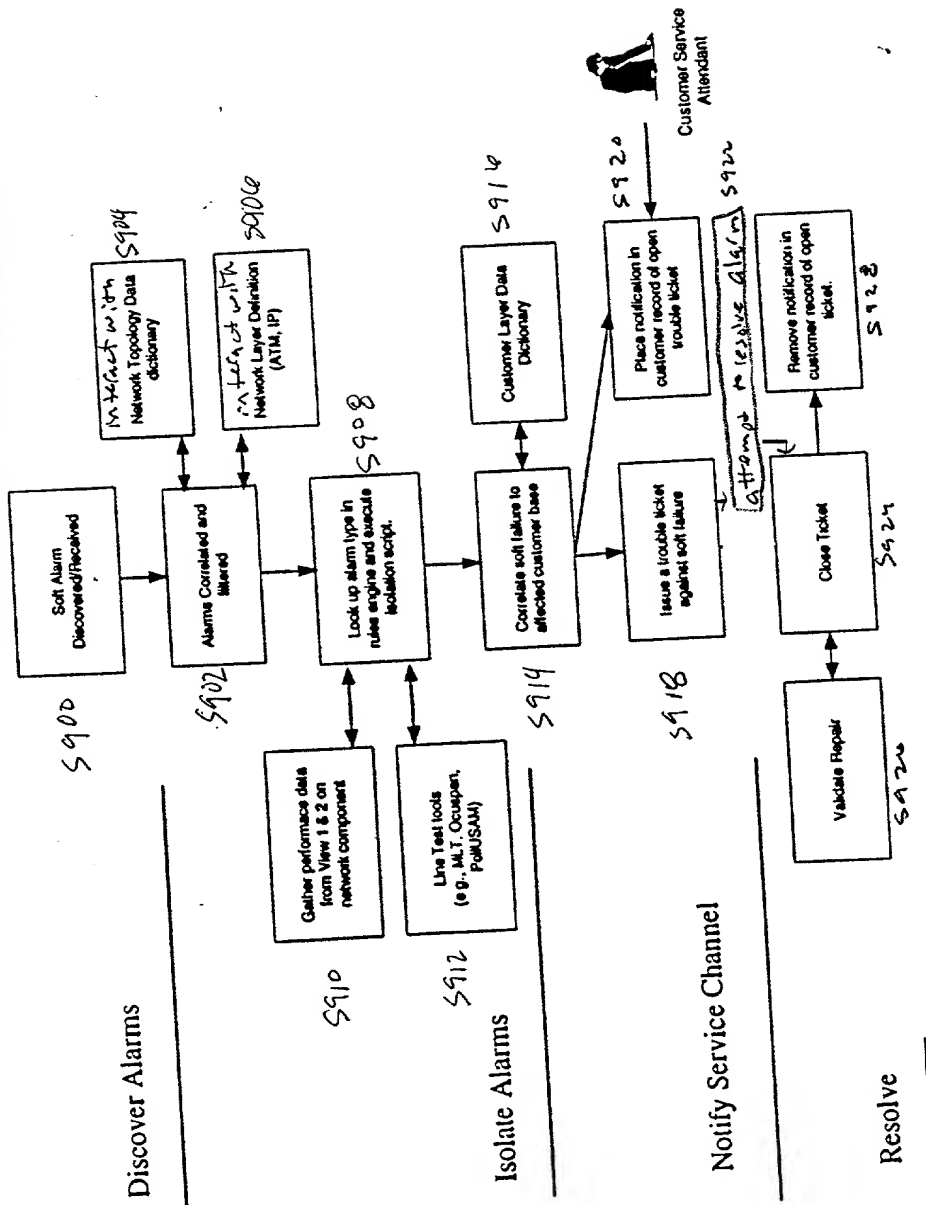 Discover Alarms
S900
Soft Alarm
Discovered/Received
Interact with
Network Topology Data
dictionary
S904
S902
Alarms Correlated and
filtered
interact with
Network Layer Definition
(ATM, IP)
S906
Isolate Alarms
S910
Gather performace data
from View 1 & 2 on
network component
Look up alarm type in
rules engine and execute
isolation script.
S908
S912
Line Test tools
(e.g., MLT, Ocuspan,
Poll/USAM)
Notify Service Channel
S914
Correlate soft failure to
affected customer base
Customer Layer Data
Dictionary
S916
S918
Issue a trouble ticket
against soft failure
Place notification in
customer record of open
trouble ticket
S920
Customer Service
Attendant
attempt to resolve alarm
S922
Resolve
Validate Repair
S926
Close Ticket
S924
Remove notification in
customer record of open
ticket.
S928